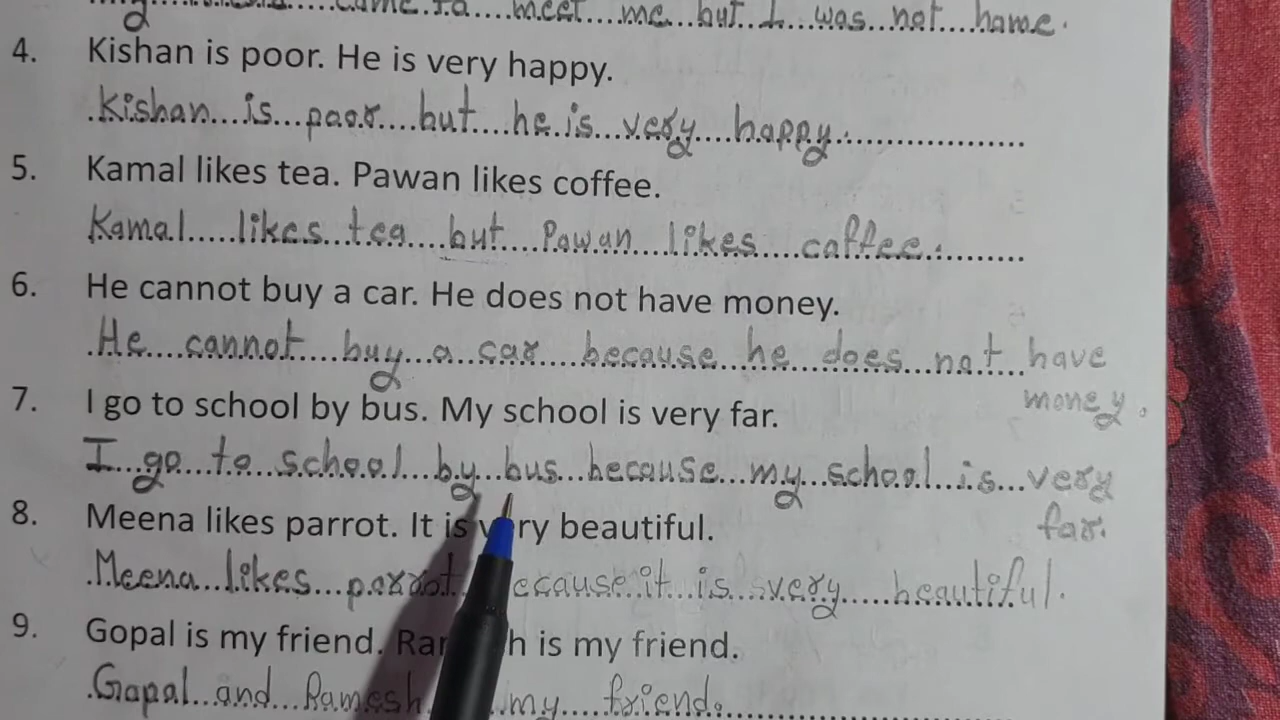 came to meet me but I was not home.
4. Kishan is poor. He is very happy.
Kishan is poor but he is very happy.
5. Kamal likes tea. Pawan likes coffee.
Kamal likes tea but Pawan likes coffee.
6. He cannot buy a car. He does not have money.
He cannot buy a car because he does not have
money.
7. I go to school by bus. My school is very far.
I go to school by bus because my school is very
far.
8. Meena likes parrot. It is very beautiful.
Meena likes parrot because it is very beautiful.
9. Gopal is my friend. is my friend.
Gopal and Ramesh my friend.